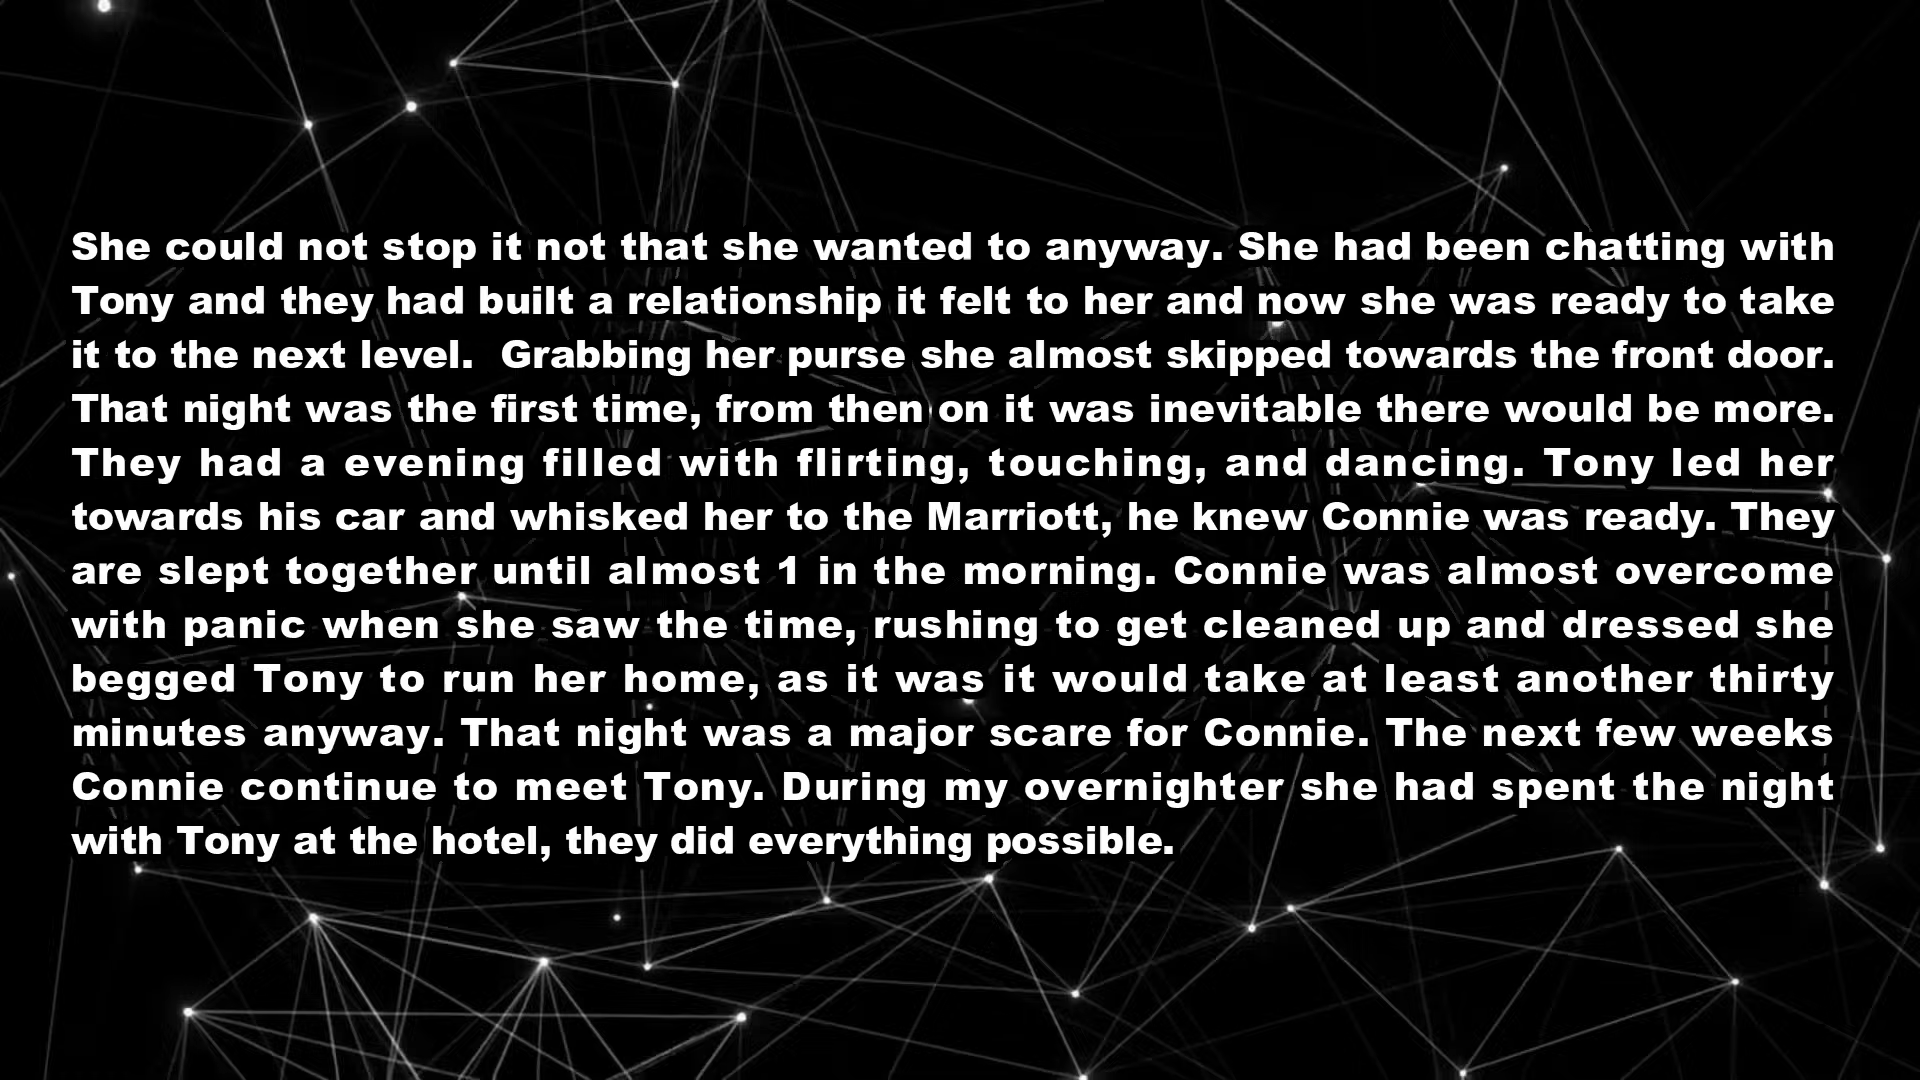 She could not stop it not that she wanted to anyway. She had been chatting with
Tony and they had built a relationship it felt to her and now she was ready to take
it to the next level.  Grabbing her purse she almost skipped towards the front door.
That night was the first time, from then on it was inevitable there would be more.
They had a evening filled with flirting, touching, and dancing. Tony led her
towards his car and whisked her to the Marriott, he knew Connie was ready. They
are slept together until almost 1 in the morning. Connie was almost overcome
with panic when she saw the time, rushing to get cleaned up and dressed she
begged Tony to run her home, as it was it would take at least another thirty
minutes anyway. That night was a major scare for Connie. The next few weeks
Connie continue to meet Tony. During my overnighter she had spent the night
with Tony at the hotel, they did everything possible.